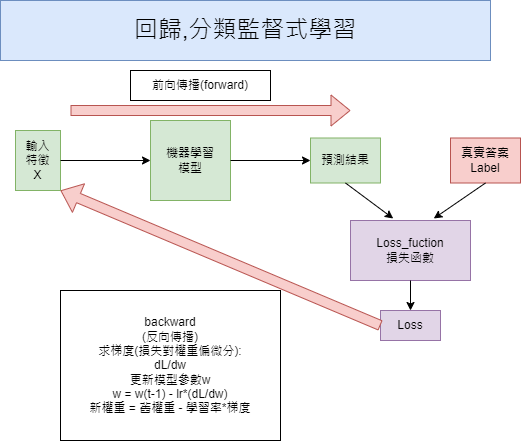 回歸,分類監督式學習
前向傳播(forward)
輸入
特徵
X
機器學習
模型
預測結果
真實答案
Label
Loss_fuction
損失函數
Loss
backward
(反向傳播)
求梯度(損失對權重偏微分):
dL/dw
更新模型參數w
w = w(t-1) - lr*(dL/dw)
新權重 = 舊權重 - 學習率*梯度